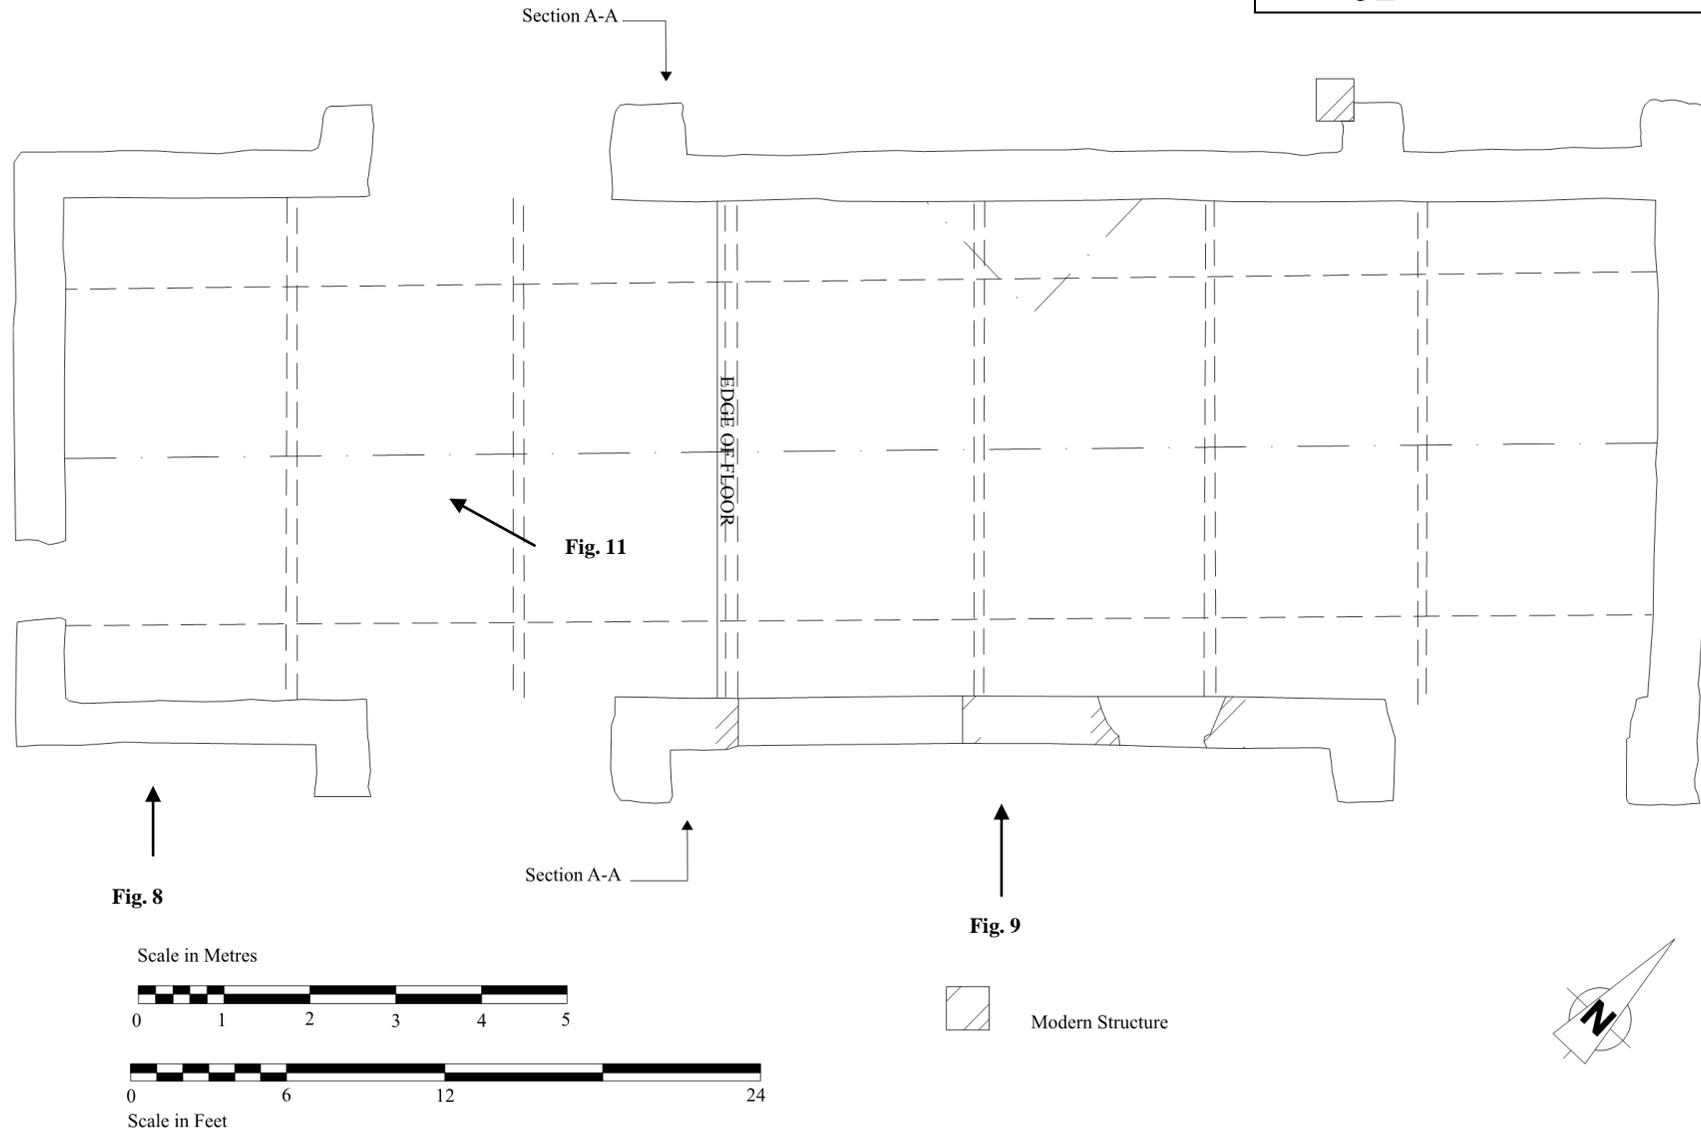 Section A-A
EDGE OF FLOOR
Fig. 11
Section A-A
Fig. 8
Fig. 9
Scale in Metres
0 1 2 3 4 5
Modern Structure
N
0 6 12 24
Scale in Feet